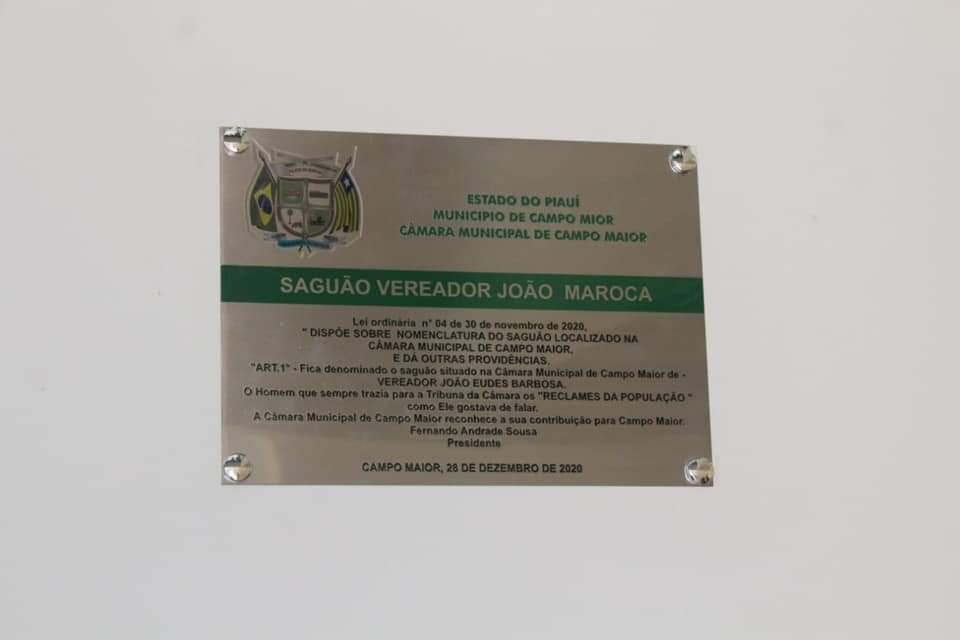 ESTADO DO PIAUÍ
MUNICIPIO DE CAMPO MIOR
CÂMARA MUNICIPAL DE CAMPO MAIOR
SAGUÃO VEREADOR JOÃO MAROCA
Lei ordinária n° 04 de 30 de novembro de 2020,
" DISPÕE SOBRE NOMENCLATURA DO SAGUÃO LOCALIZADO NA
CÂMARA MUNICIPAL DE CAMPO MAIOR,
E DÁ OUTRAS PROVIDÊNCIAS.
"ART.1° - Fica denominado o saguão situado na Câmara Municipal de Campo Maior de -
VEREADOR JOÃO EUDES BARBOSA.
O Homem que sempre trazia para a Tribuna da Câmara os "RECLAMES DA POPULAÇÃO "
como Ele gostava de falar.
A Câmara Municipal de Campo Maior reconhece a sua contribuição para Campo Maior.
Fernando Andrade Sousa
Presidente
CAMPO MAIOR, 28 DE DEZEMBRO DE 2020